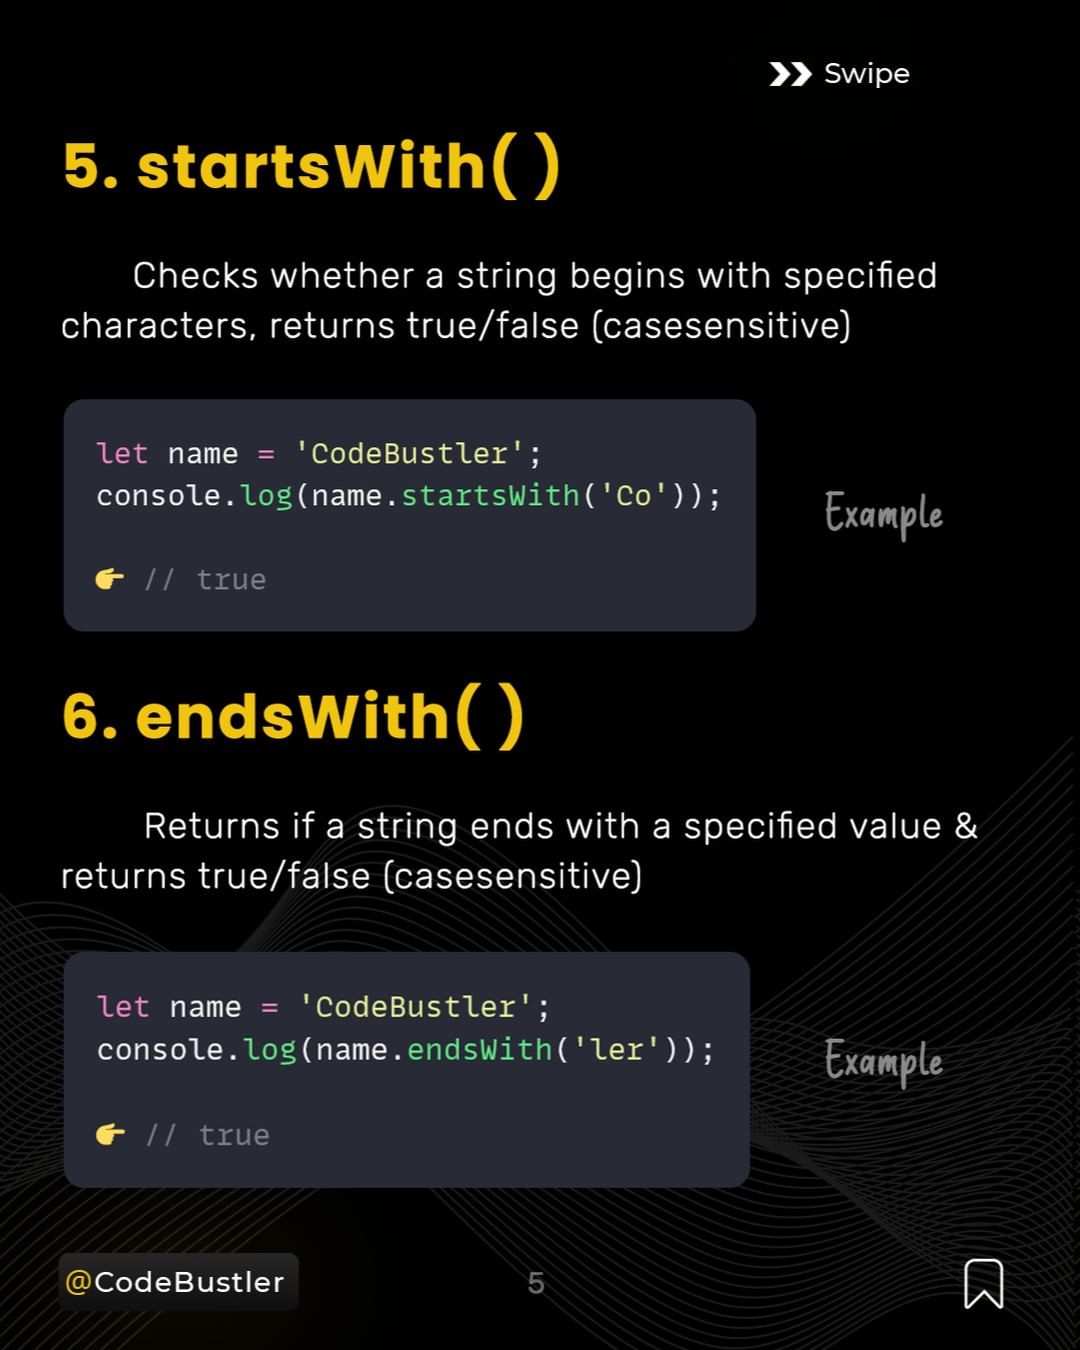 Swipe
5. startsWith( )
Checks whether a string begins with specified
characters, returns true/false (casesensitive)
let name = 'CodeBustler';
console.log(name.startsWith('Co'));
Example
👉 // true
6. endsWith( )
Returns if a string ends with a specified value &
returns true/false (casesensitive)
let name = 'CodeBustler';
console.log(name.endsWith('ler'));
Example
👉 // true
@CodeBustler
5